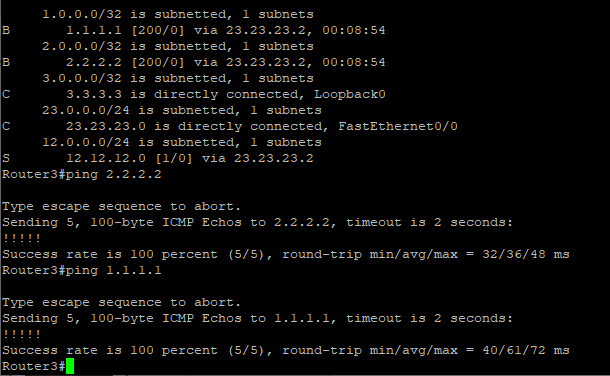 1.0.0.0/32 is subnetted, 1 subnets
B 1.1.1.1 [200/0] via 23.23.23.2, 00:08:54
2.0.0.0/32 is subnetted, 1 subnets
B 2.2.2.2 [200/0] via 23.23.23.2, 00:08:54
3.0.0.0/32 is subnetted, 1 subnets
C 3.3.3.3 is directly connected, Loopback0
23.0.0.0/24 is subnetted, 1 subnets
C 23.23.23.0 is directly connected, FastEthernet0/0
12.0.0.0/24 is subnetted, 1 subnets
S 12.12.12.0 [1/0] via 23.23.23.2
Router3#ping 2.2.2.2
Type escape sequence to abort.
Sending 5, 100-byte ICMP Echos to 2.2.2.2, timeout is 2 seconds:
!!!!!
Success rate is 100 percent (5/5), round-trip min/avg/max = 32/36/48 ms
Router3#ping 1.1.1.1
Type escape sequence to abort.
Sending 5, 100-byte ICMP Echos to 1.1.1.1, timeout is 2 seconds:
!!!!!
Success rate is 100 percent (5/5), round-trip min/avg/max = 40/61/72 ms
Router3#